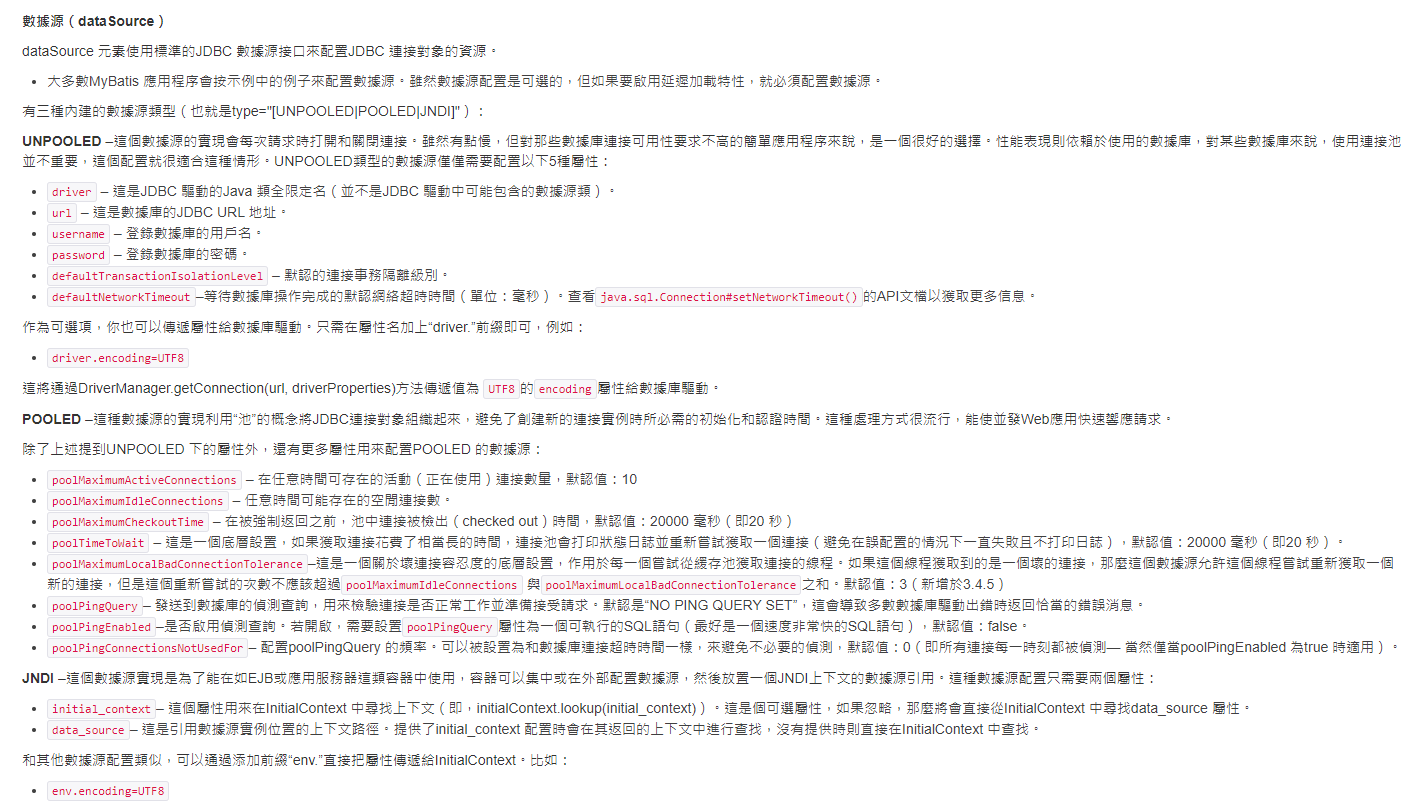 數據源（dataSource）
dataSource 元素使用標準的JDBC 數據源接口來配置JDBC 連接對象的資源。
• 大多數MyBatis 應用程序會按示例中的例子來配置數據源。雖然數據源配置是可選的，但如果要啟用延遲加載特性，就必須配置數據源。
有三種內建的數據源類型（也就是type="[UNPOOLED|POOLED|JNDI]"）：
UNPOOLED –這個數據源的實現會每次請求時打開和關閉連接。雖然有點慢，但對那些數據庫連接可用性要求不高的簡單應用程序來說，是一個很好的選擇。性能表現則依賴於使用的數據庫，對某些數據庫來說，使用連接池
並不重要，這個配置就很適合這種情形。UNPOOLED類型的數據源僅僅需要配置以下5種屬性：
• driver – 這是JDBC 驅動的Java 類全限定名（並不是JDBC 驅動中可能包含的數據源類）。
• url – 這是數據庫的JDBC URL 地址。
• username – 登錄數據庫的用戶名。
• password – 登錄數據庫的密碼。
• defaultTransactionIsolationLevel – 默認的連接事務隔離級別。
• defaultNetworkTimeout –等待數據庫操作完成的默認網絡超時時間（單位：毫秒）。查看 java.sql.Connection#setNetworkTimeout() 的API文檔以獲取更多信息。
作為可選項，你也可以傳遞屬性給數據庫驅動。只需在屬性名加上“driver.”前綴即可，例如：
• driver.encoding=UTF8
這將通過DriverManager.getConnection(url, driverProperties)方法傳遞值為 UTF8 的 encoding 屬性給數據庫驅動。
POOLED –這種數據源的實現利用“池”的概念將JDBC連接對象組織起來，避免了創建新的連接實例時所必需的初始化和認證時間。這種處理方式很流行，能使並發Web應用快速響應請求。
除了上述提到UNPOOLED 下的屬性外，還有更多屬性用來配置POOLED 的數據源：
• poolMaximumActiveConnections – 在任意時間可存在的活動（正在使用）連接數量，默認值：10
• poolMaximumIdleConnections – 任意時間可能存在的空閒連接數。
• poolMaximumCheckoutTime – 在被強制返回之前，池中連接被檢出（checked out）時間，默認值：20000 毫秒（即20 秒）
• poolTimeToWait – 這是一個底層設置，如果獲取連接花費了相當長的時間，連接池會打印狀態日誌並重新嘗試獲取一個連接（避免在誤配置的情況下一直失敗且不打印日誌），默認值：20000 毫秒（即20 秒）。
• poolMaximumLocalBadConnectionTolerance –這是一個關於壞連接容忍度的底層設置，作用於每一個嘗試從緩存池獲取連接的線程。如果這個線程獲取到的是一個壞的連接，那麼這個數據源允許這個線程嘗試重新獲取一個
新的連接，但是這個重新嘗試的次數不應該超過 poolMaximumIdleConnections 與 poolMaximumLocalBadConnectionTolerance 之和。默認值：3（新增於3.4.5）
• poolPingQuery – 發送到數據庫的偵測查詢，用來檢驗連接是否正常工作並準備接受請求。默認是“NO PING QUERY SET”，這會導致多數數據庫驅動出錯時返回恰當的錯誤消息。
• poolPingEnabled –是否啟用偵測查詢。若開啟，需要設置 poolPingQuery 屬性為一個可執行的SQL語句（最好是一個速度非常快的SQL語句），默認值：false。
• poolPingConnectionsNotUsedFor – 配置poolPingQuery 的頻率。可以被設置為和數據庫連接超時時間一樣，來避免不必要的偵測，默認值：0（即所有連接每一時刻都被偵測— 當然僅當poolPingEnabled 為true 時適用）。
JNDI –這個數據源實現是為了能在如EJB或應用服務器這類容器中使用，容器可以集中或在外部配置數據源，然後放置一個JNDI上下文的數據源引用。這種數據源配置只需要兩個屬性：
• initial_context – 這個屬性用來在InitialContext 中尋找上下文（即，initialContext.lookup(initial_context)）。這是個可選屬性，如果忽略，那麼將會直接從InitialContext 中尋找data_source 屬性。
• data_source – 這是引用數據源實例位置的上下文路徑。提供了initial_context 配置時會在其返回的上下文中進行查找，沒有提供時則直接在InitialContext 中查找。
和其他數據源配置類似，可以通過添加前綴“env.”直接把屬性傳遞給InitialContext。比如：
• env.encoding=UTF8